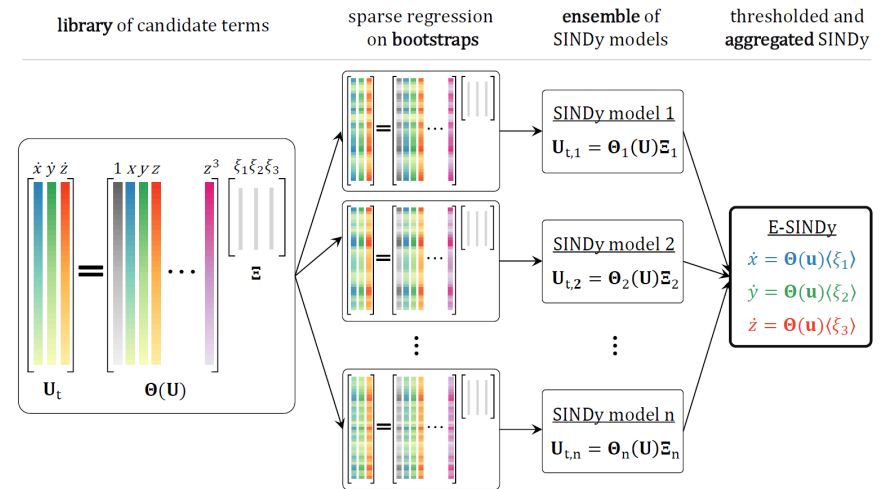 library of candidate terms
sparse regression
on bootstraps
ensemble of
SINDy models
thresholded and
aggregated SINDy
ẋ ẏ ż
1 x y z
z³
ξ₁ξ₂ξ₃
=
⋯
Ξ
U_t
Θ(U)
=
⋯
=
⋯
⋮
=
⋯
SINDy model 1
U_t,1 = Θ₁(U)Ξ₁
SINDy model 2
U_t,2 = Θ₂(U)Ξ₂
⋮
SINDy model n
U_t,n = Θₙ(U)Ξₙ
E-SINDy
ẋ = Θ(u)⟨ξ₁⟩
ẏ = Θ(u)⟨ξ₂⟩
ż = Θ(u)⟨ξ₃⟩